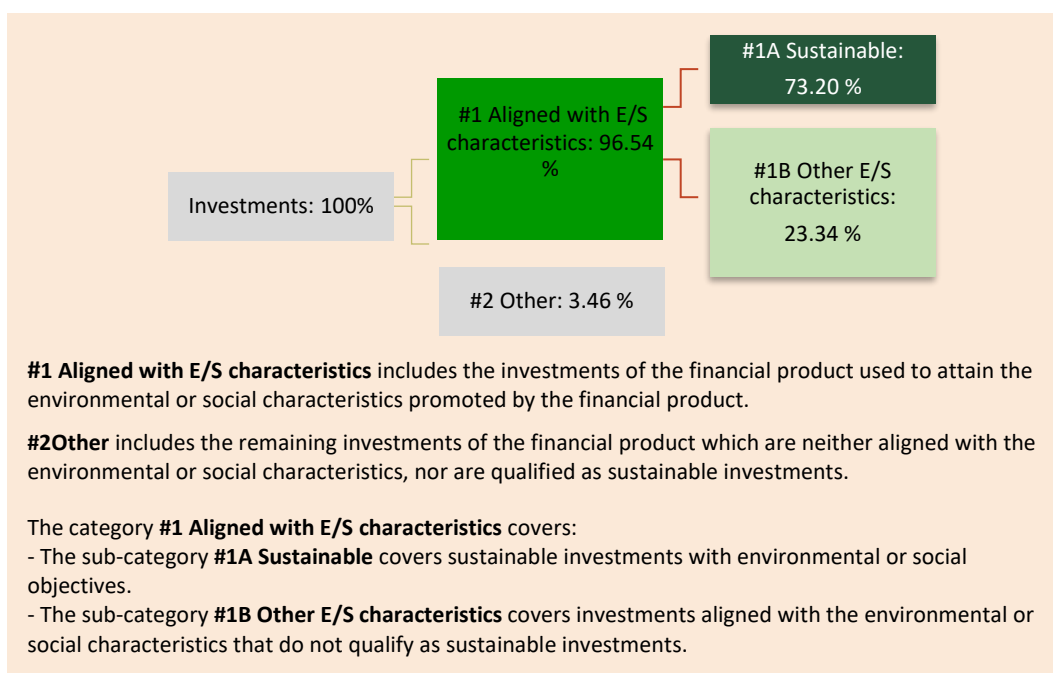 #1A Sustainable:
73.20 %
#1 Aligned with E/S
characteristics: 96.54
%
#1B Other E/S
characteristics:
23.34 %
Investments: 100%
#2 Other: 3.46 %
#1 Aligned with E/S characteristics includes the investments of the financial product used to attain the
environmental or social characteristics promoted by the financial product.
#2Other includes the remaining investments of the financial product which are neither aligned with the
environmental or social characteristics, nor are qualified as sustainable investments.
The category #1 Aligned with E/S characteristics covers:
- The sub-category #1A Sustainable covers sustainable investments with environmental or social
objectives.
- The sub-category #1B Other E/S characteristics covers investments aligned with the environmental or
social characteristics that do not qualify as sustainable investments.